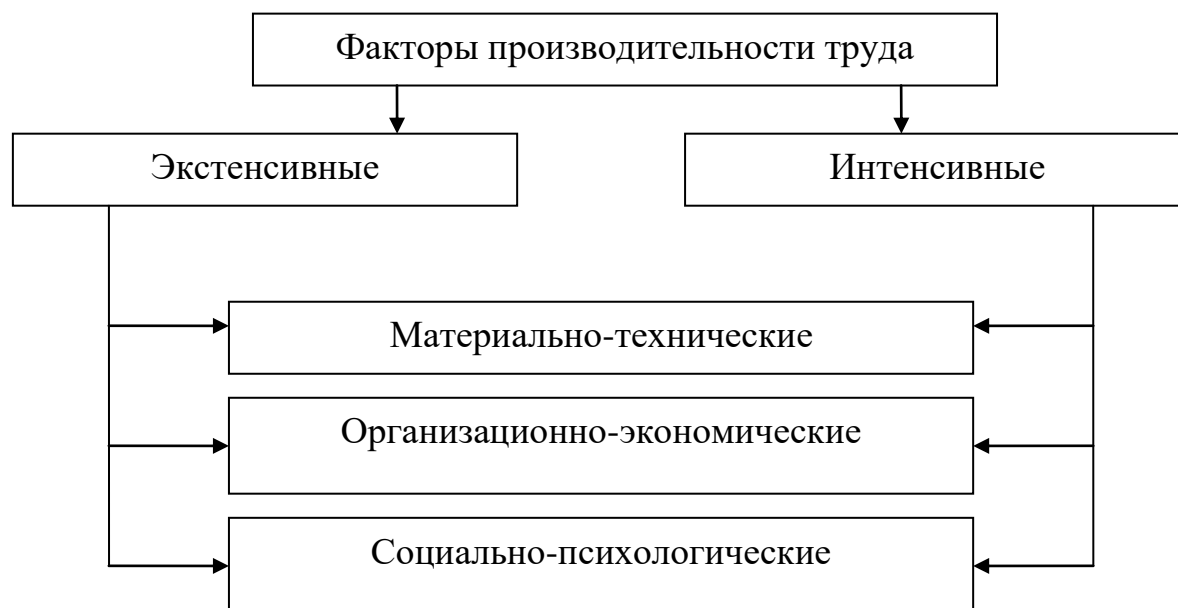 Факторы производительности труда
Экстенсивные
Интенсивные
Материально-технические
Организационно-экономические
Социально-психологические